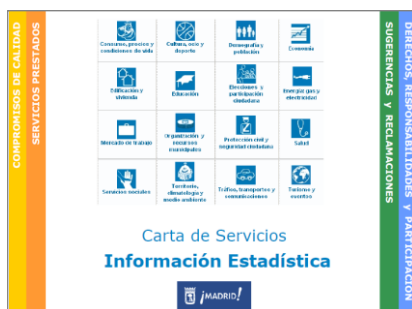 COMPROMISOS DE CALIDAD
SERVICIOS PRESTADOS
Consumo, precios y
condiciones de vida
Cultura, ocio y
deporte
Demografía y
población
Economía
Edificación y
vivienda
Educación
Elecciones y
participación
ciudadana
Energía: gas y
electricidad
Mercado de trabajo
Organización y
recursos
municipales
Protección civil y
seguridad ciudadana
Salud
Servicios sociales
Territorio,
climatología y
medio ambiente
Tráfico, transportes y
comunicaciones
Turismo y
eventos
Carta de Servicios
Información Estadística
¡MADRID!
SUGERENCIAS y RECLAMACIONES
DERECHOS, RESPONSABILIDADES y PARTICIPACIÓN